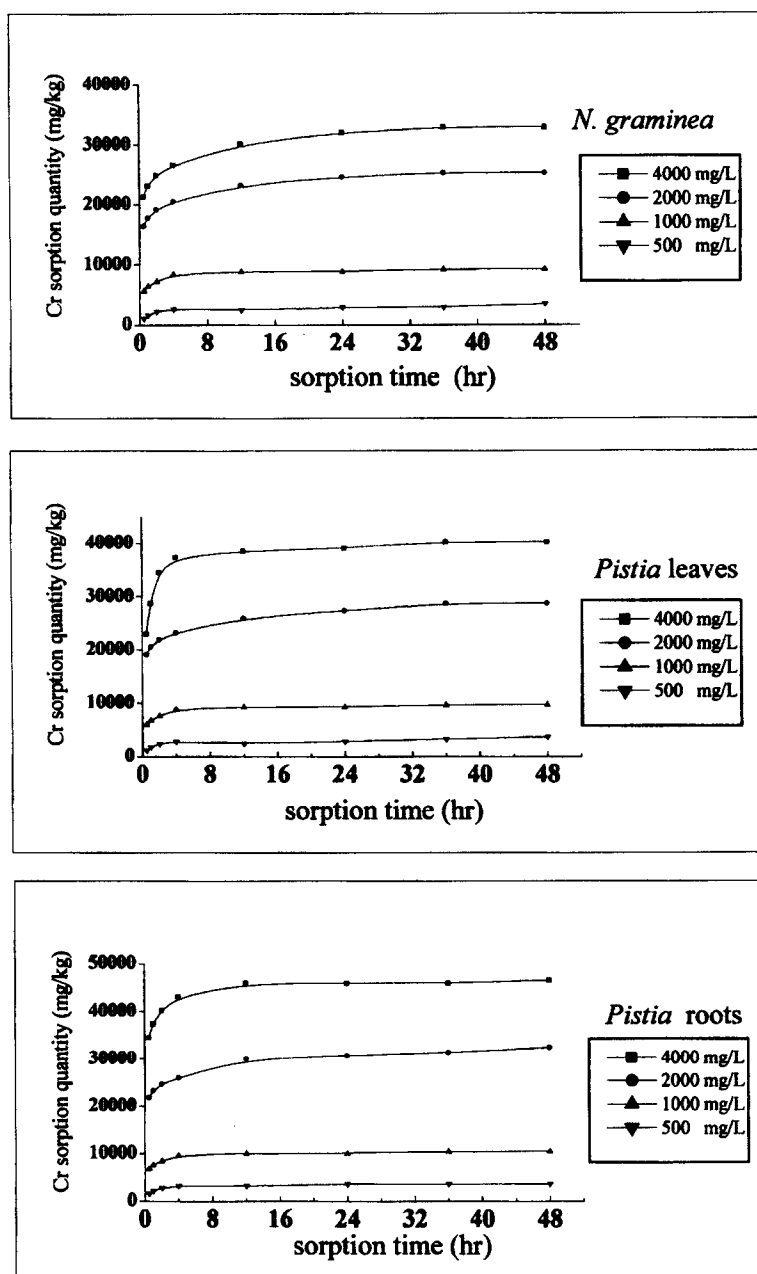 Cr sorption quantity (mg/kg)
40000
30000
20000
10000
0
0 8 16 24 32 40 48
sorption time (hr)
N. graminea
4000 mg/L
2000 mg/L
1000 mg/L
500 mg/L
Cr sorption quantity (mg/kg)
40000
30000
20000
10000
0
0 8 16 24 32 40 48
sorption time (hr)
Pistia leaves
4000 mg/L
2000 mg/L
1000 mg/L
500 mg/L
Cr sorption quantity (mg/kg)
50000
40000
30000
20000
10000
0
0 8 16 24 32 40 48
sorption time (hr)
Pistia roots
4000 mg/L
2000 mg/L
1000 mg/L
500 mg/L